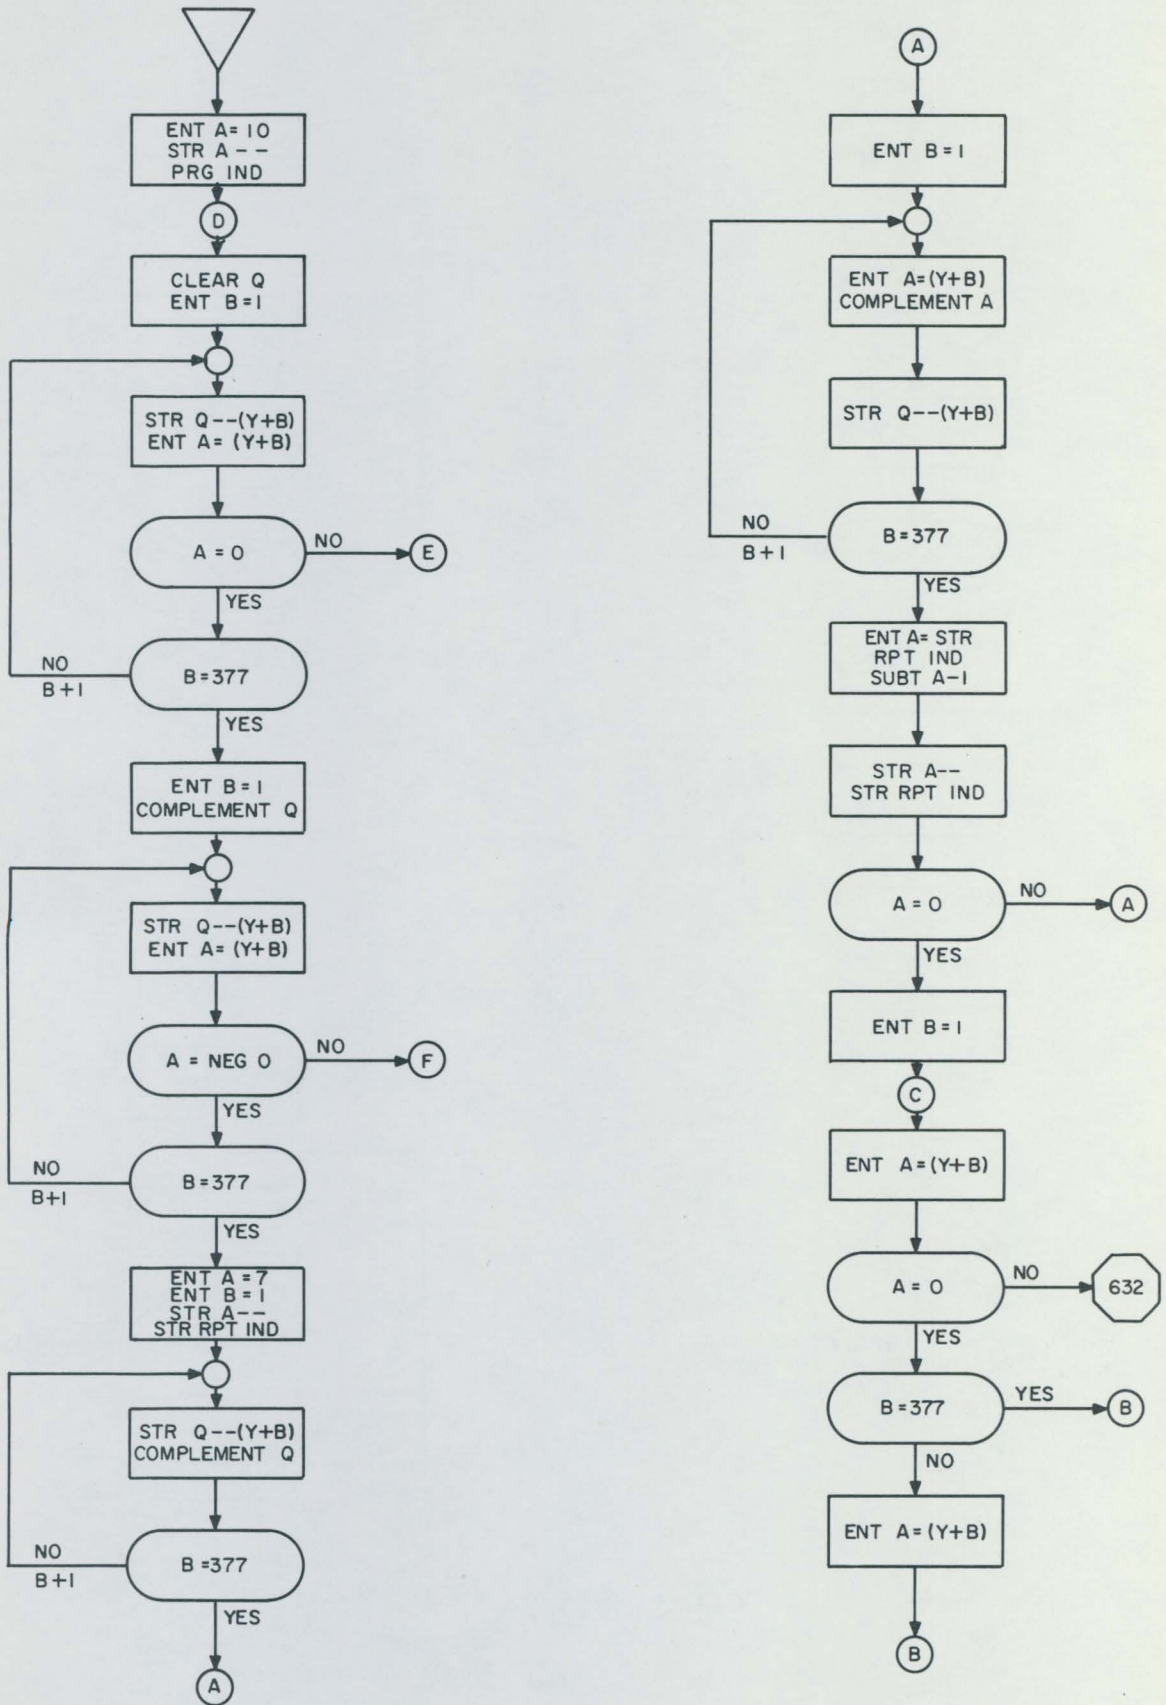 ENT A=10
STR A--
PRG IND
D
CLEAR Q
ENT B=1
STR Q--(Y+B)
ENT A= (Y+B)
A=0
NO
E
YES
B=377
NO
B+1
YES
ENT B=1
COMPLEMENT Q
STR Q--(Y+B)
ENT A= (Y+B)
A = NEG 0
NO
F
YES
B=377
NO
B+1
YES
ENT A=7
ENT B=1
STR A--
STR RPT IND
STR Q--(Y+B)
COMPLEMENT Q
B=377
NO
B+1
YES
A
A
ENT B=1
ENT A=(Y+B)
COMPLEMENT A
STR Q--(Y+B)
B=377
NO
B+1
YES
ENT A= STR
RPT IND
SUBT A-1
STR A--
STR RPT IND
A=0
NO
A
YES
ENT B=1
C
ENT A=(Y+B)
A=0
NO
632
YES
B=377
YES
B
NO
ENT A=(Y+B)
B